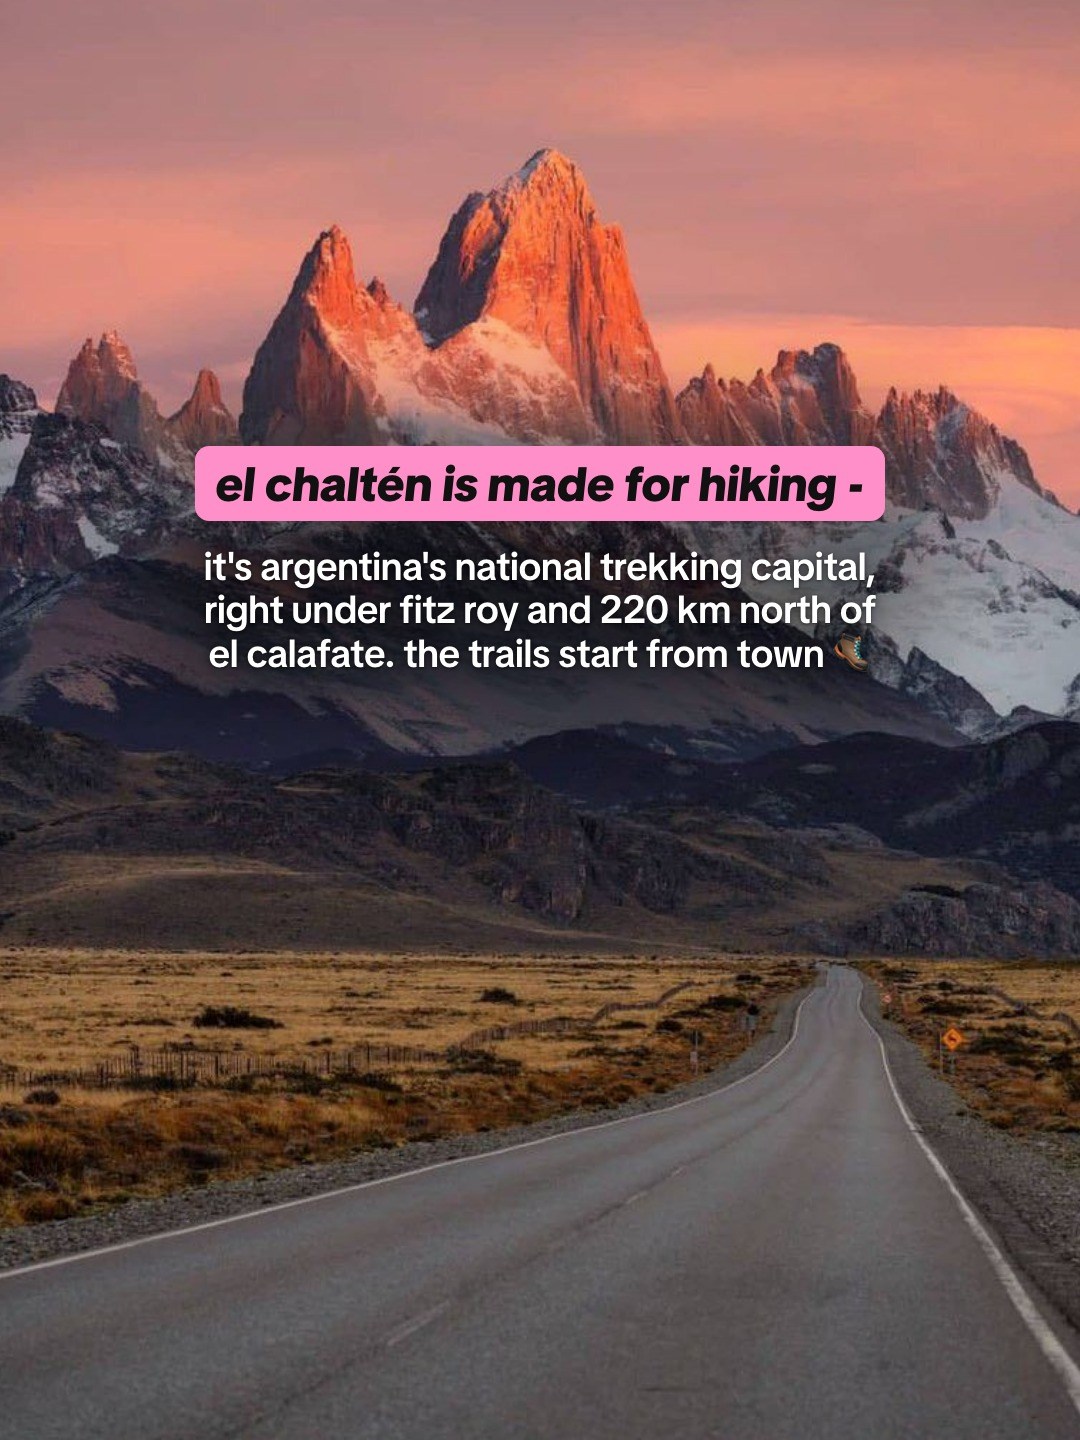 el chaltén is made for hiking -
it's argentina's national trekking capital,
right under fitz roy and 220 km north of
el calafate. the trails start from town 🥾